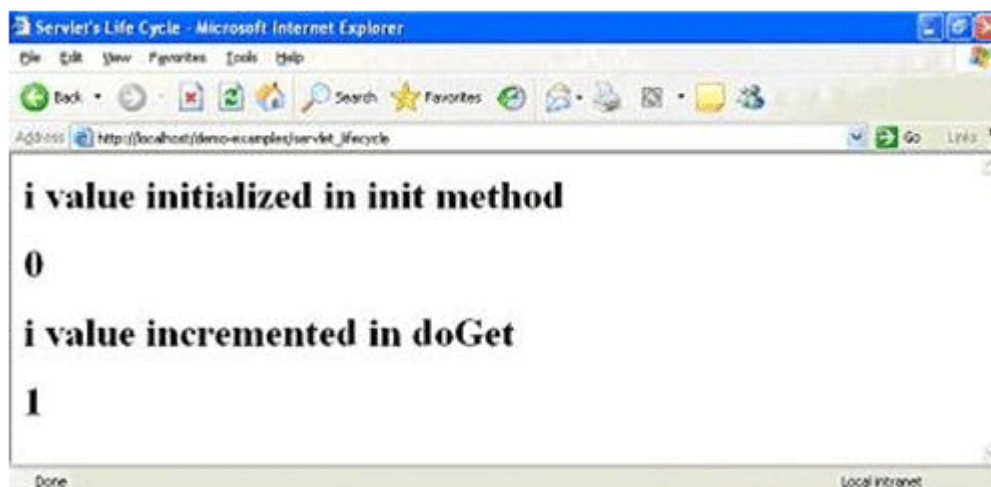 Servlet's Life Cycle - Microsoft Internet Explorer
File Edit View Favorites Tools Help
Back Search Favorites
Address http://localhost/demo-examples/servlet_lifecycle Go Links
i value initialized in init method
0
i value incremented in doGet
1
Done Local intranet